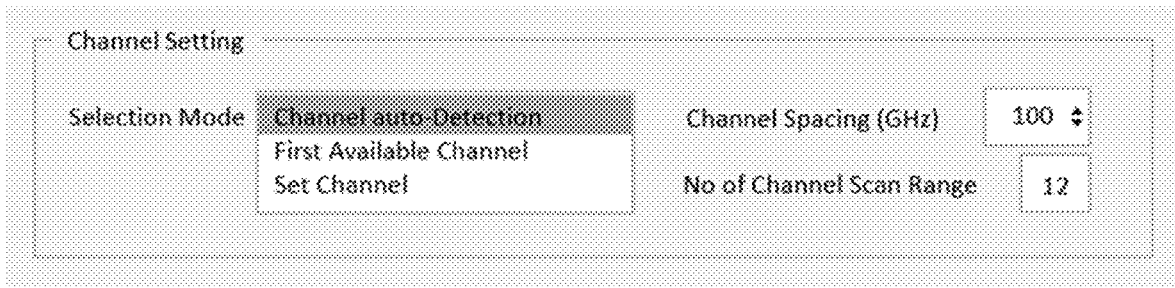 Channel Setting
Selection Mode Channel auto-Detection Channel Spacing (GHz) 100
First Available Channel
Set Channel No of Channel Scan Range 12